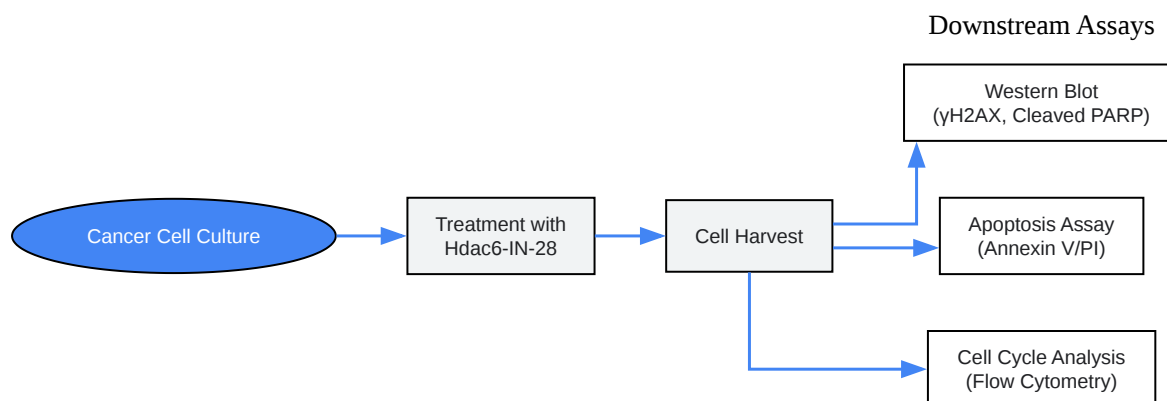 Downstream Assays
Western Blot
(γH2AX, Cleaved PARP)
Cancer Cell Culture
Treatment with
Hdac6-IN-28
Cell Harvest
Apoptosis Assay
(Annexin V/PI)
Cell Cycle Analysis
(Flow Cytometry)